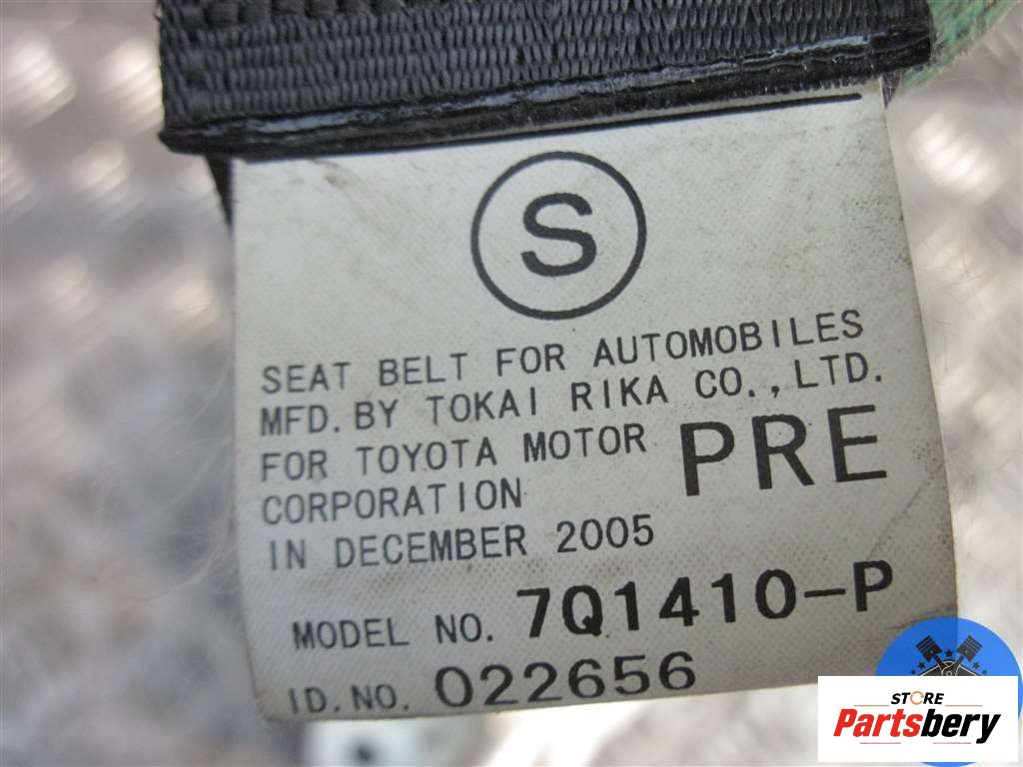 S
SEAT BELT FOR AUTOMOBILES
MFD. BY TOKAI RIKA CO., LTD.
FOR TOYOTA MOTOR
CORPORATION
PRE
IN DECEMBER 2005
MODEL NO. 7Q1410-P
ID. NO. 022656
STORE
Partsbery